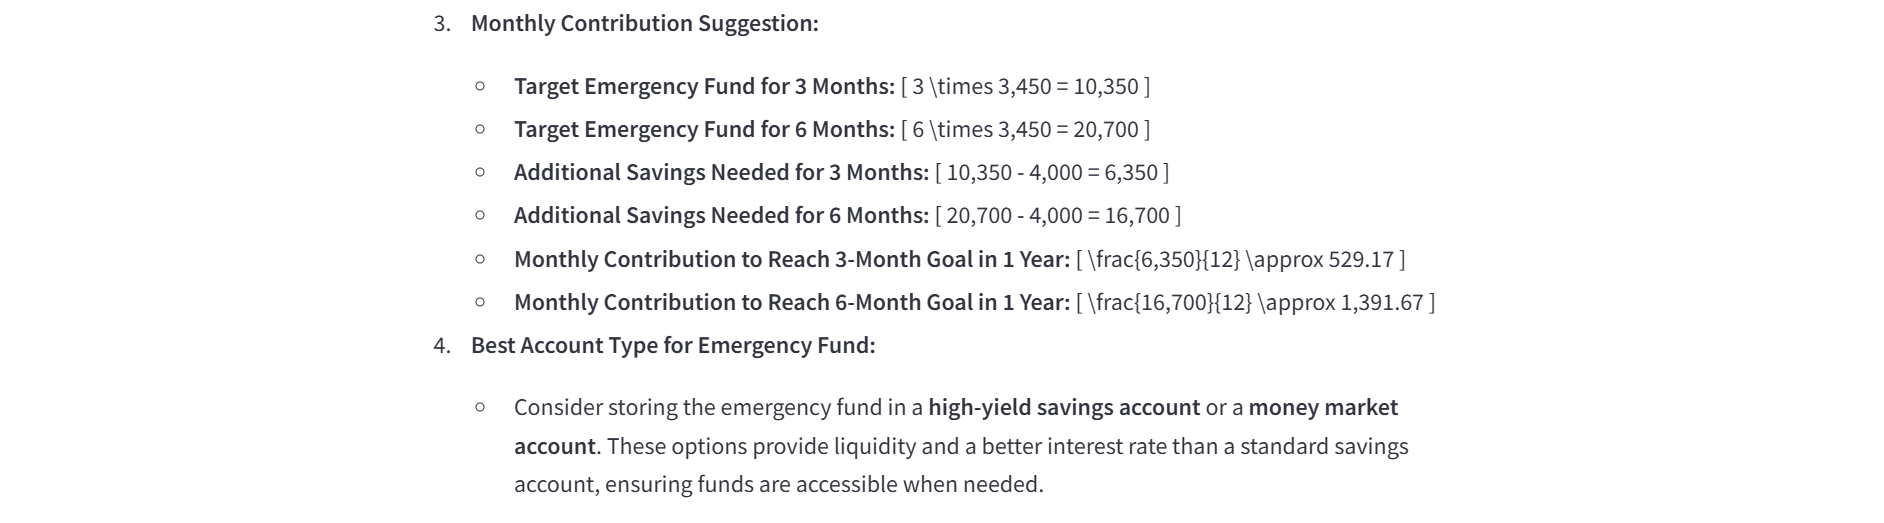 3. Monthly Contribution Suggestion:
○ Target Emergency Fund for 3 Months: [ 3 \times 3,450 = 10,350 ]
○ Target Emergency Fund for 6 Months: [ 6 \times 3,450 = 20,700 ]
○ Additional Savings Needed for 3 Months: [ 10,350 - 4,000 = 6,350 ]
○ Additional Savings Needed for 6 Months: [ 20,700 - 4,000 = 16,700 ]
○ Monthly Contribution to Reach 3-Month Goal in 1 Year: [ \frac{6,350}{12} \approx 529.17 ]
○ Monthly Contribution to Reach 6-Month Goal in 1 Year: [ \frac{16,700}{12} \approx 1,391.67 ]
4. Best Account Type for Emergency Fund:
○ Consider storing the emergency fund in a high-yield savings account or a money market
account. These options provide liquidity and a better interest rate than a standard savings
account, ensuring funds are accessible when needed.